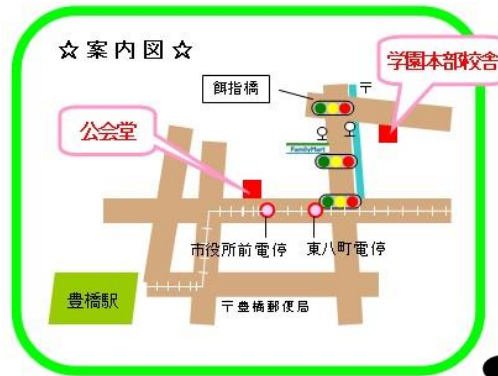 ☆案内図☆
学園本部校舎
〒
餌指橋
公会堂
FamilyMart
市役所前電停
東八町電停
豊橋駅
〒豊橋郵便局